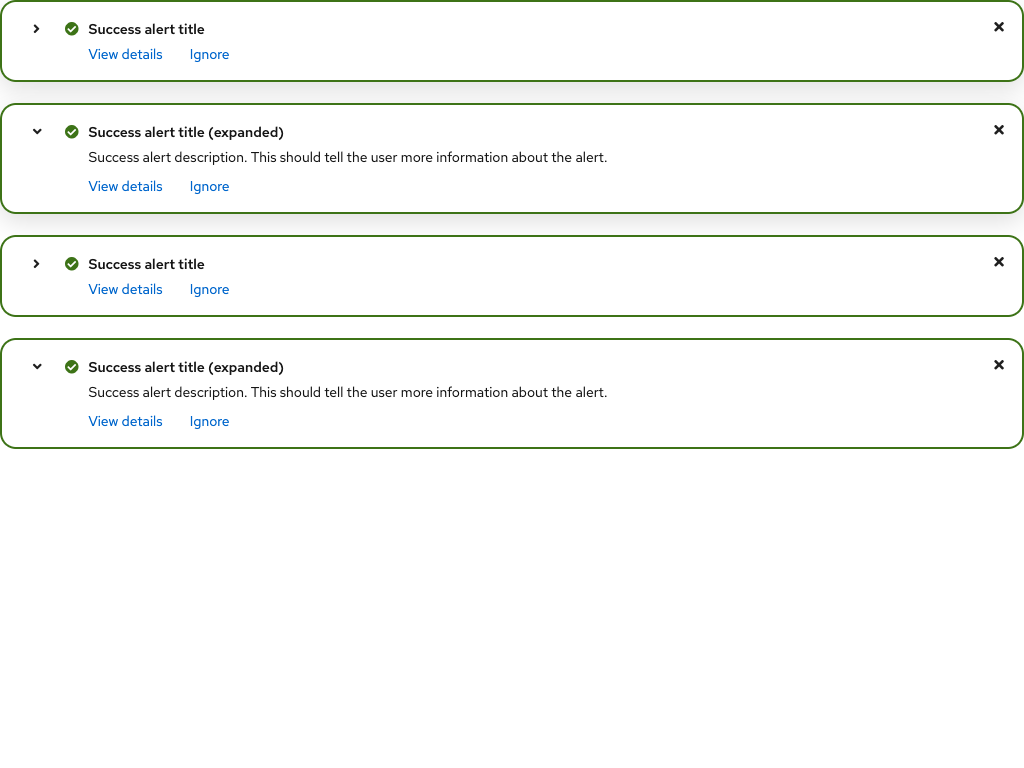 Success alert title
View details Ignore
Success alert title (expanded)
Success alert description. This should tell the user more information about the alert.
View details Ignore
Success alert title
View details Ignore
Success alert title (expanded)
Success alert description. This should tell the user more information about the alert.
View details Ignore